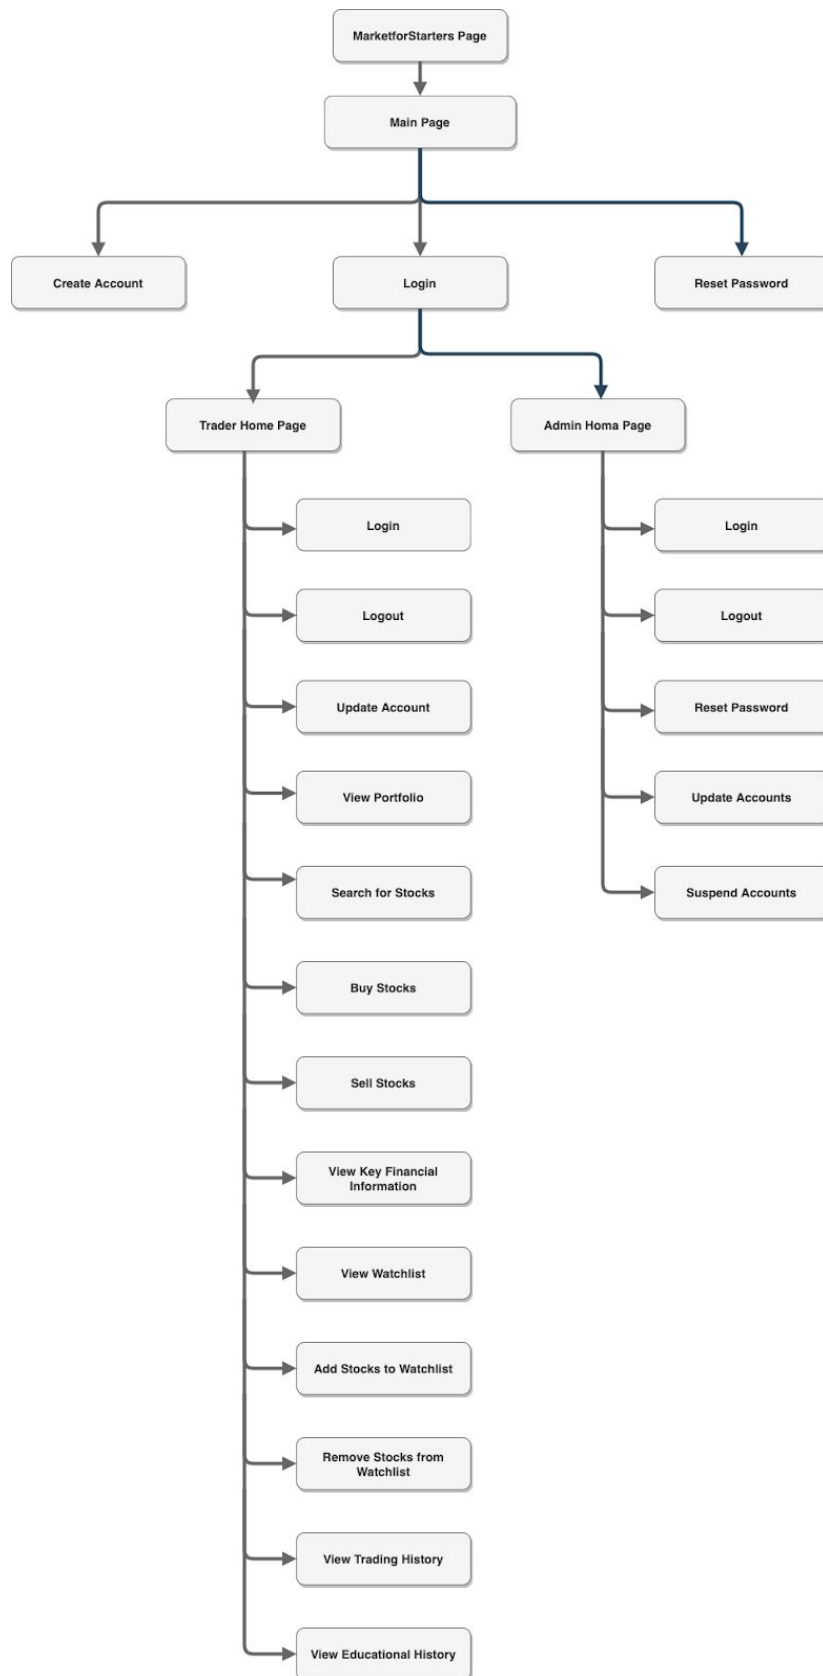 MarketforStarters Page
Main Page
Create Account
Login
Reset Password
Trader Home Page
Admin Homa Page
Login
Login
Logout
Logout
Update Account
Reset Password
View Portfolio
Update Accounts
Search for Stocks
Suspend Accounts
Buy Stocks
Sell Stocks
View Key Financial
Information
View Watchlist
Add Stocks to Watchlist
Remove Stocks from
Watchlist
View Trading History
View Educational History